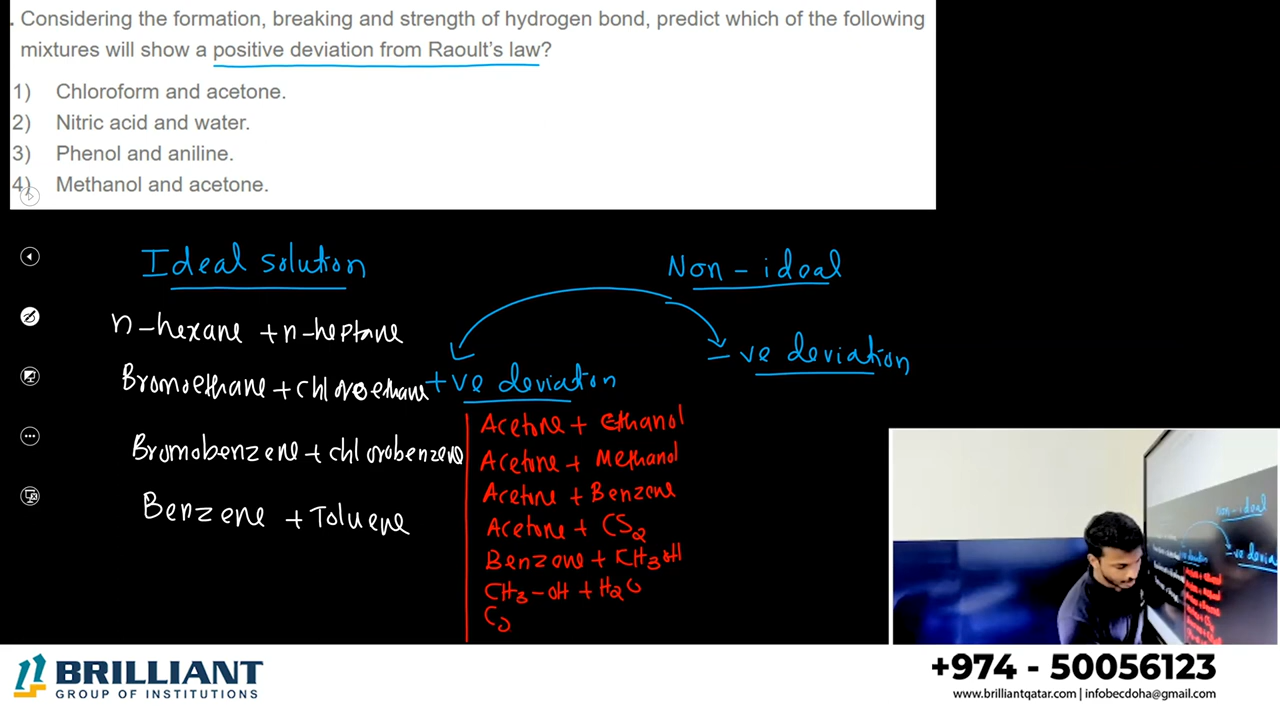 . Considering the formation, breaking and strength of hydrogen bond, predict which of the following
mixtures will show a positive deviation from Raoult's law?
1) Chloroform and acetone.
2) Nitric acid and water.
3) Phenol and aniline.
4) Methanol and acetone.
Ideal solution
n-hexane + n-heptane
Bromoethane + chloroethane
Bromobenzene + chlorobenzene
Benzene + Toluene
Non-ideal
+ve deviation
Acetone + Ethanol
Acetone + Methanol
Acetone + Benzene
Acetone + CS2
Benzene + CH3OH
CH3-OH + H2O
-ve deviation
BRILLIANT
GROUP OF INSTITUTIONS
+974 - 50056123
www.brilliantqatar.com | infobecdoha@gmail.com